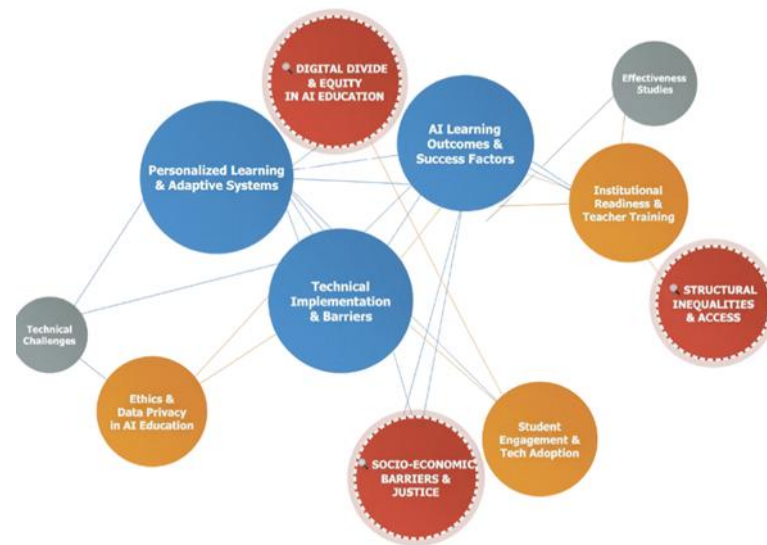 DIGITAL DIVIDE
& EQUITY
IN AI EDUCATION
Effectiveness
Studies
AI Learning
Outcomes &
Success Factors
Personalized Learning
& Adaptive Systems
Institutional
Readiness &
Teacher Training
Technical
Implementation
& Barriers
STRUCTURAL
INEQUALITIES
& ACCESS
Technical
Challenges
Ethics &
Data Privacy
in AI Education
Student
Engagement &
Tech Adoption
SOCIO-ECONOMIC
BARRIERS &
JUSTICE